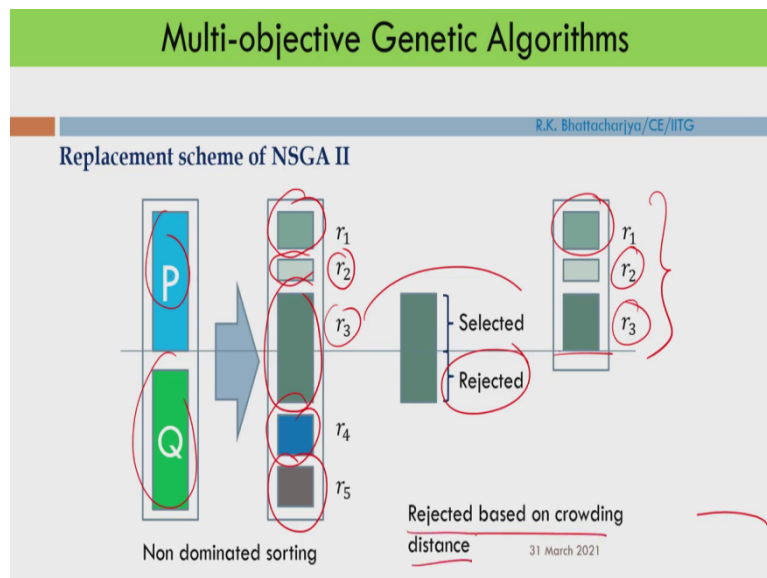 Multi-objective Genetic Algorithms
R.K. Bhattacharjya/CE/IITG
Replacement scheme of NSGA II
P
Q
r1
r2
r3
r4
r5
Selected
Rejected
r1
r2
r3
Non dominated sorting
Rejected based on crowding
distance
31 March 2021